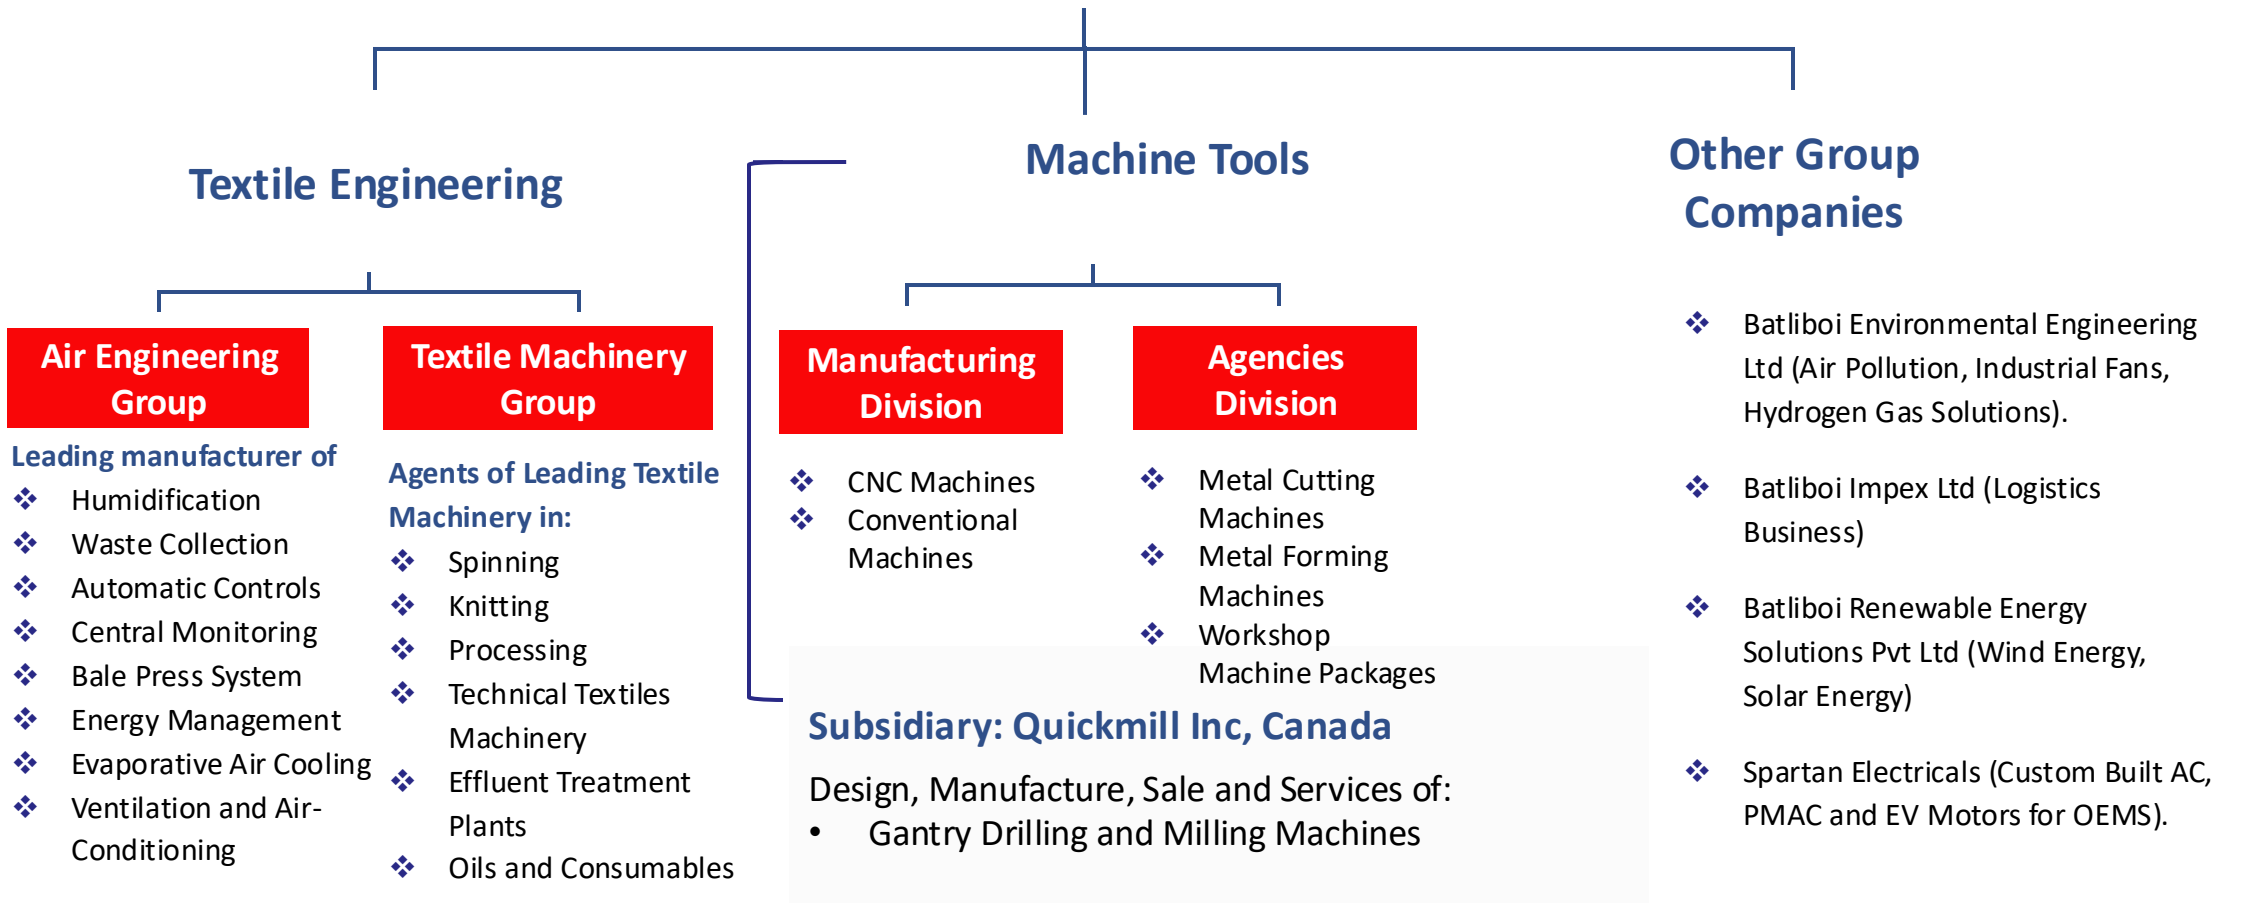 Textile Engineering
Machine Tools
Other Group
Companies
Air Engineering
Group
Leading manufacturer of
❖ Humidification
❖ Waste Collection
❖ Automatic Controls
❖ Central Monitoring
❖ Bale Press System
❖ Energy Management
❖ Evaporative Air Cooling
❖ Ventilation and Air-
Conditioning
Textile Machinery
Group
Agents of Leading Textile
Machinery in:
❖ Spinning
❖ Knitting
❖ Processing
❖ Technical Textiles
Machinery
❖ Effluent Treatment
Plants
❖ Oils and Consumables
Manufacturing
Division
❖ CNC Machines
❖ Conventional
Machines
Agencies
Division
❖ Metal Cutting
Machines
❖ Metal Forming
Machines
❖ Workshop
Machine Packages
Subsidiary: Quickmill Inc, Canada
Design, Manufacture, Sale and Services of:
• Gantry Drilling and Milling Machines
❖ Batliboi Environmental Engineering
Ltd (Air Pollution, Industrial Fans,
Hydrogen Gas Solutions).
❖ Batliboi Impex Ltd (Logistics
Business)
❖ Batliboi Renewable Energy
Solutions Pvt Ltd (Wind Energy,
Solar Energy)
❖ Spartan Electricals (Custom Built AC,
PMAC and EV Motors for OEMS).